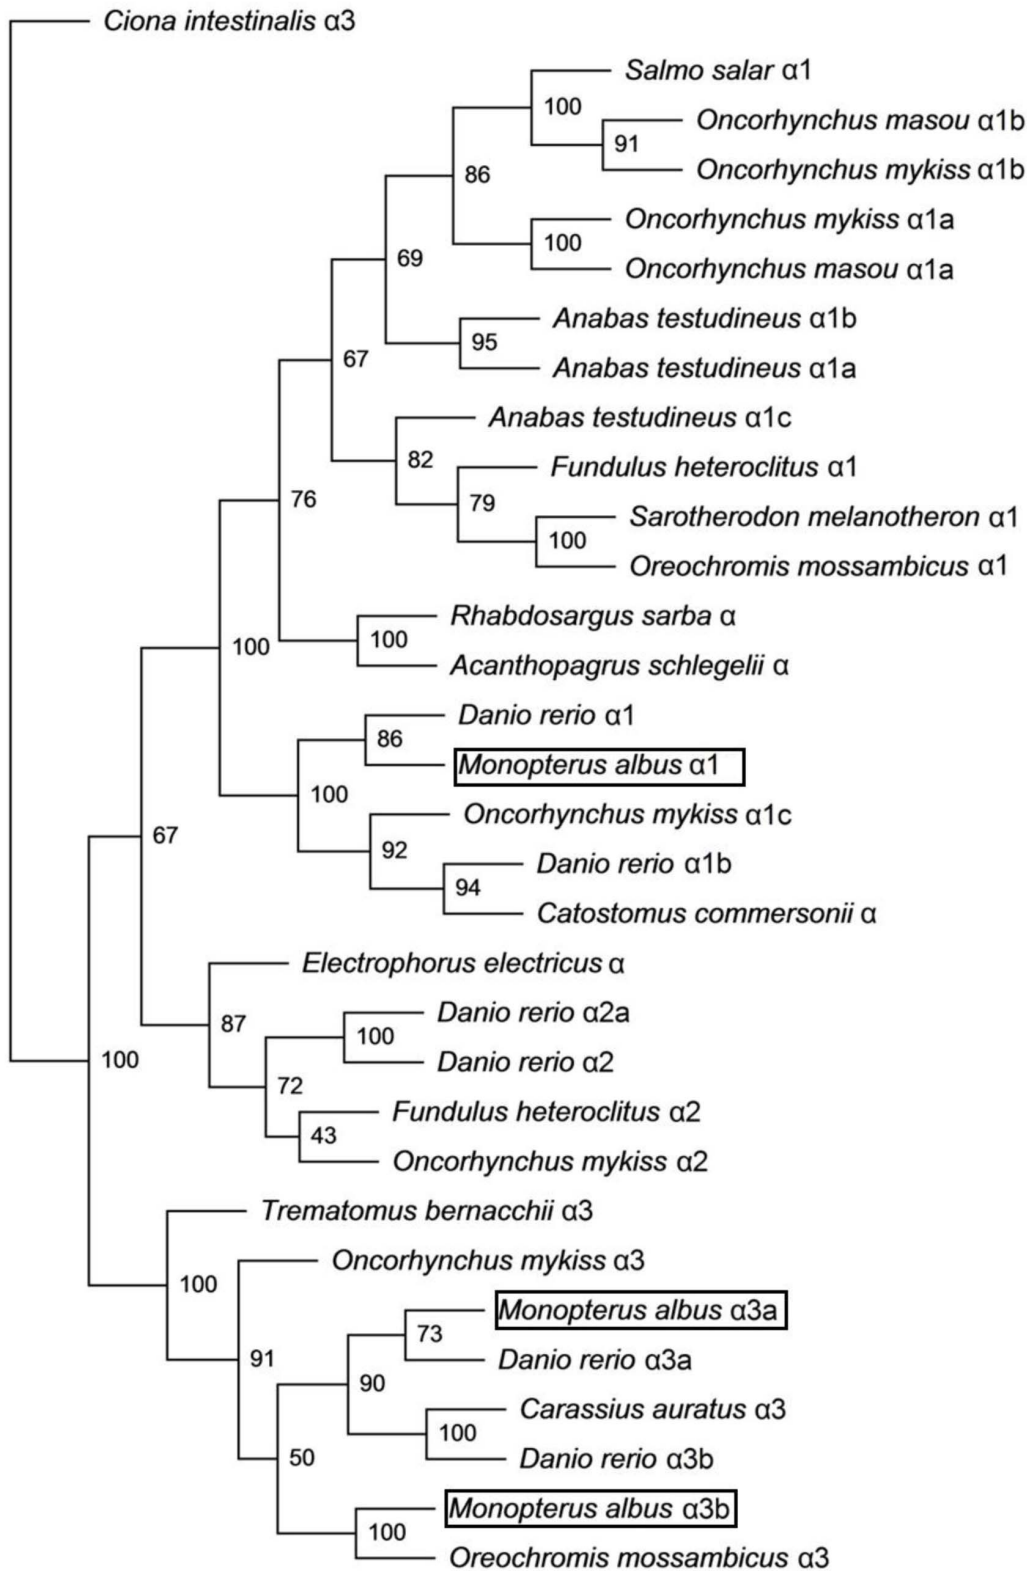 Ciona intestinalis α3
Salmo salar α1
100
Oncorhynchus masou α1b
91
Oncorhynchus mykiss α1b
86
Oncorhynchus mykiss α1a
100
Oncorhynchus masou α1a
69
Anabas testudineus α1b
95
Anabas testudineus α1a
67
Anabas testudineus α1c
82
Fundulus heteroclitus α1
79
76
Sarotherodon melanotheron α1
100
Oreochromis mossambicus α1
Rhabdosargus sarba α
100
100
Acanthopagrus schlegelii α
Danio rerio α1
86
Monopterus albus α1
100
Oncorhynchus mykiss α1c
67
92
Danio rerio α1b
94
Catostomus commersonii α
Electrophorus electricus α
87
Danio rerio α2a
100
100
Danio rerio α2
72
Fundulus heteroclitus α2
43
Oncorhynchus mykiss α2
Trematomus bernacchii α3
Oncorhynchus mykiss α3
100
Monopterus albus α3a
73
91
Danio rerio α3a
90
Carassius auratus α3
100
50
Danio rerio α3b
Monopterus albus α3b
100
Oreochromis mossambicus α3